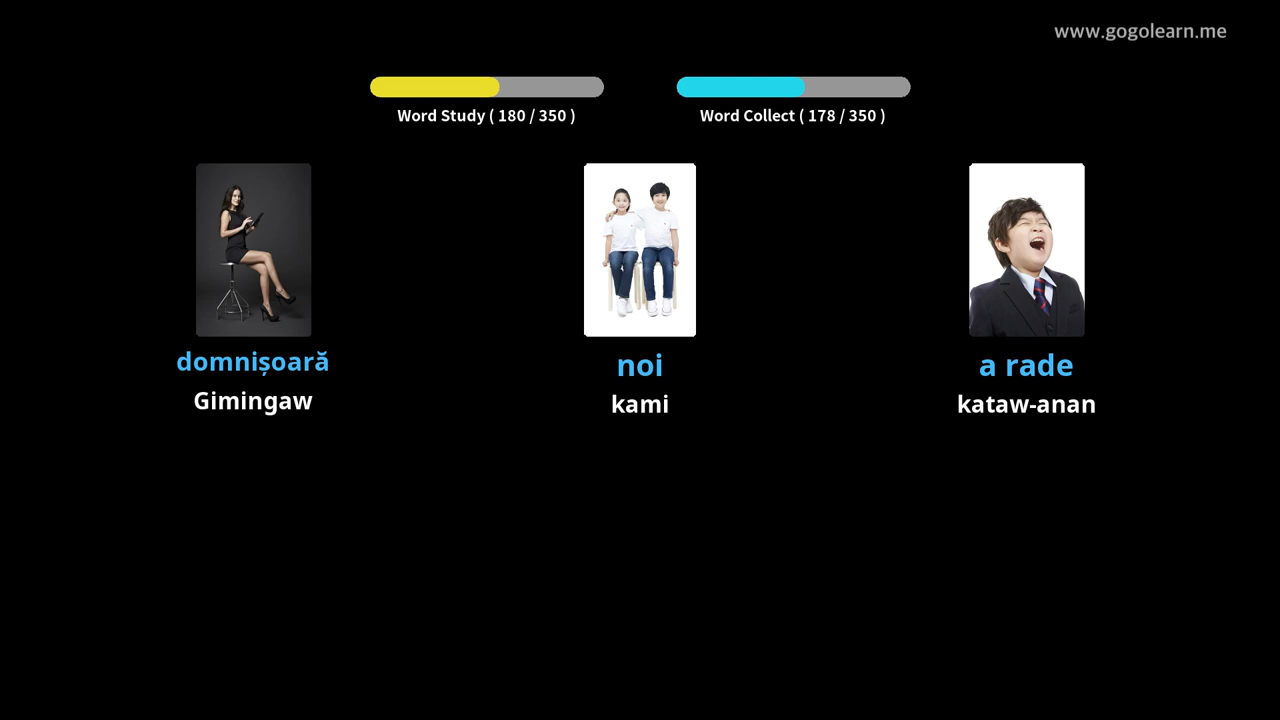 www.gogolearn.me
Word Study ( 180 / 350 )
Word Collect ( 178 / 350 )
domnișoară
Gimingaw
noi
kami
a rade
kataw-anan